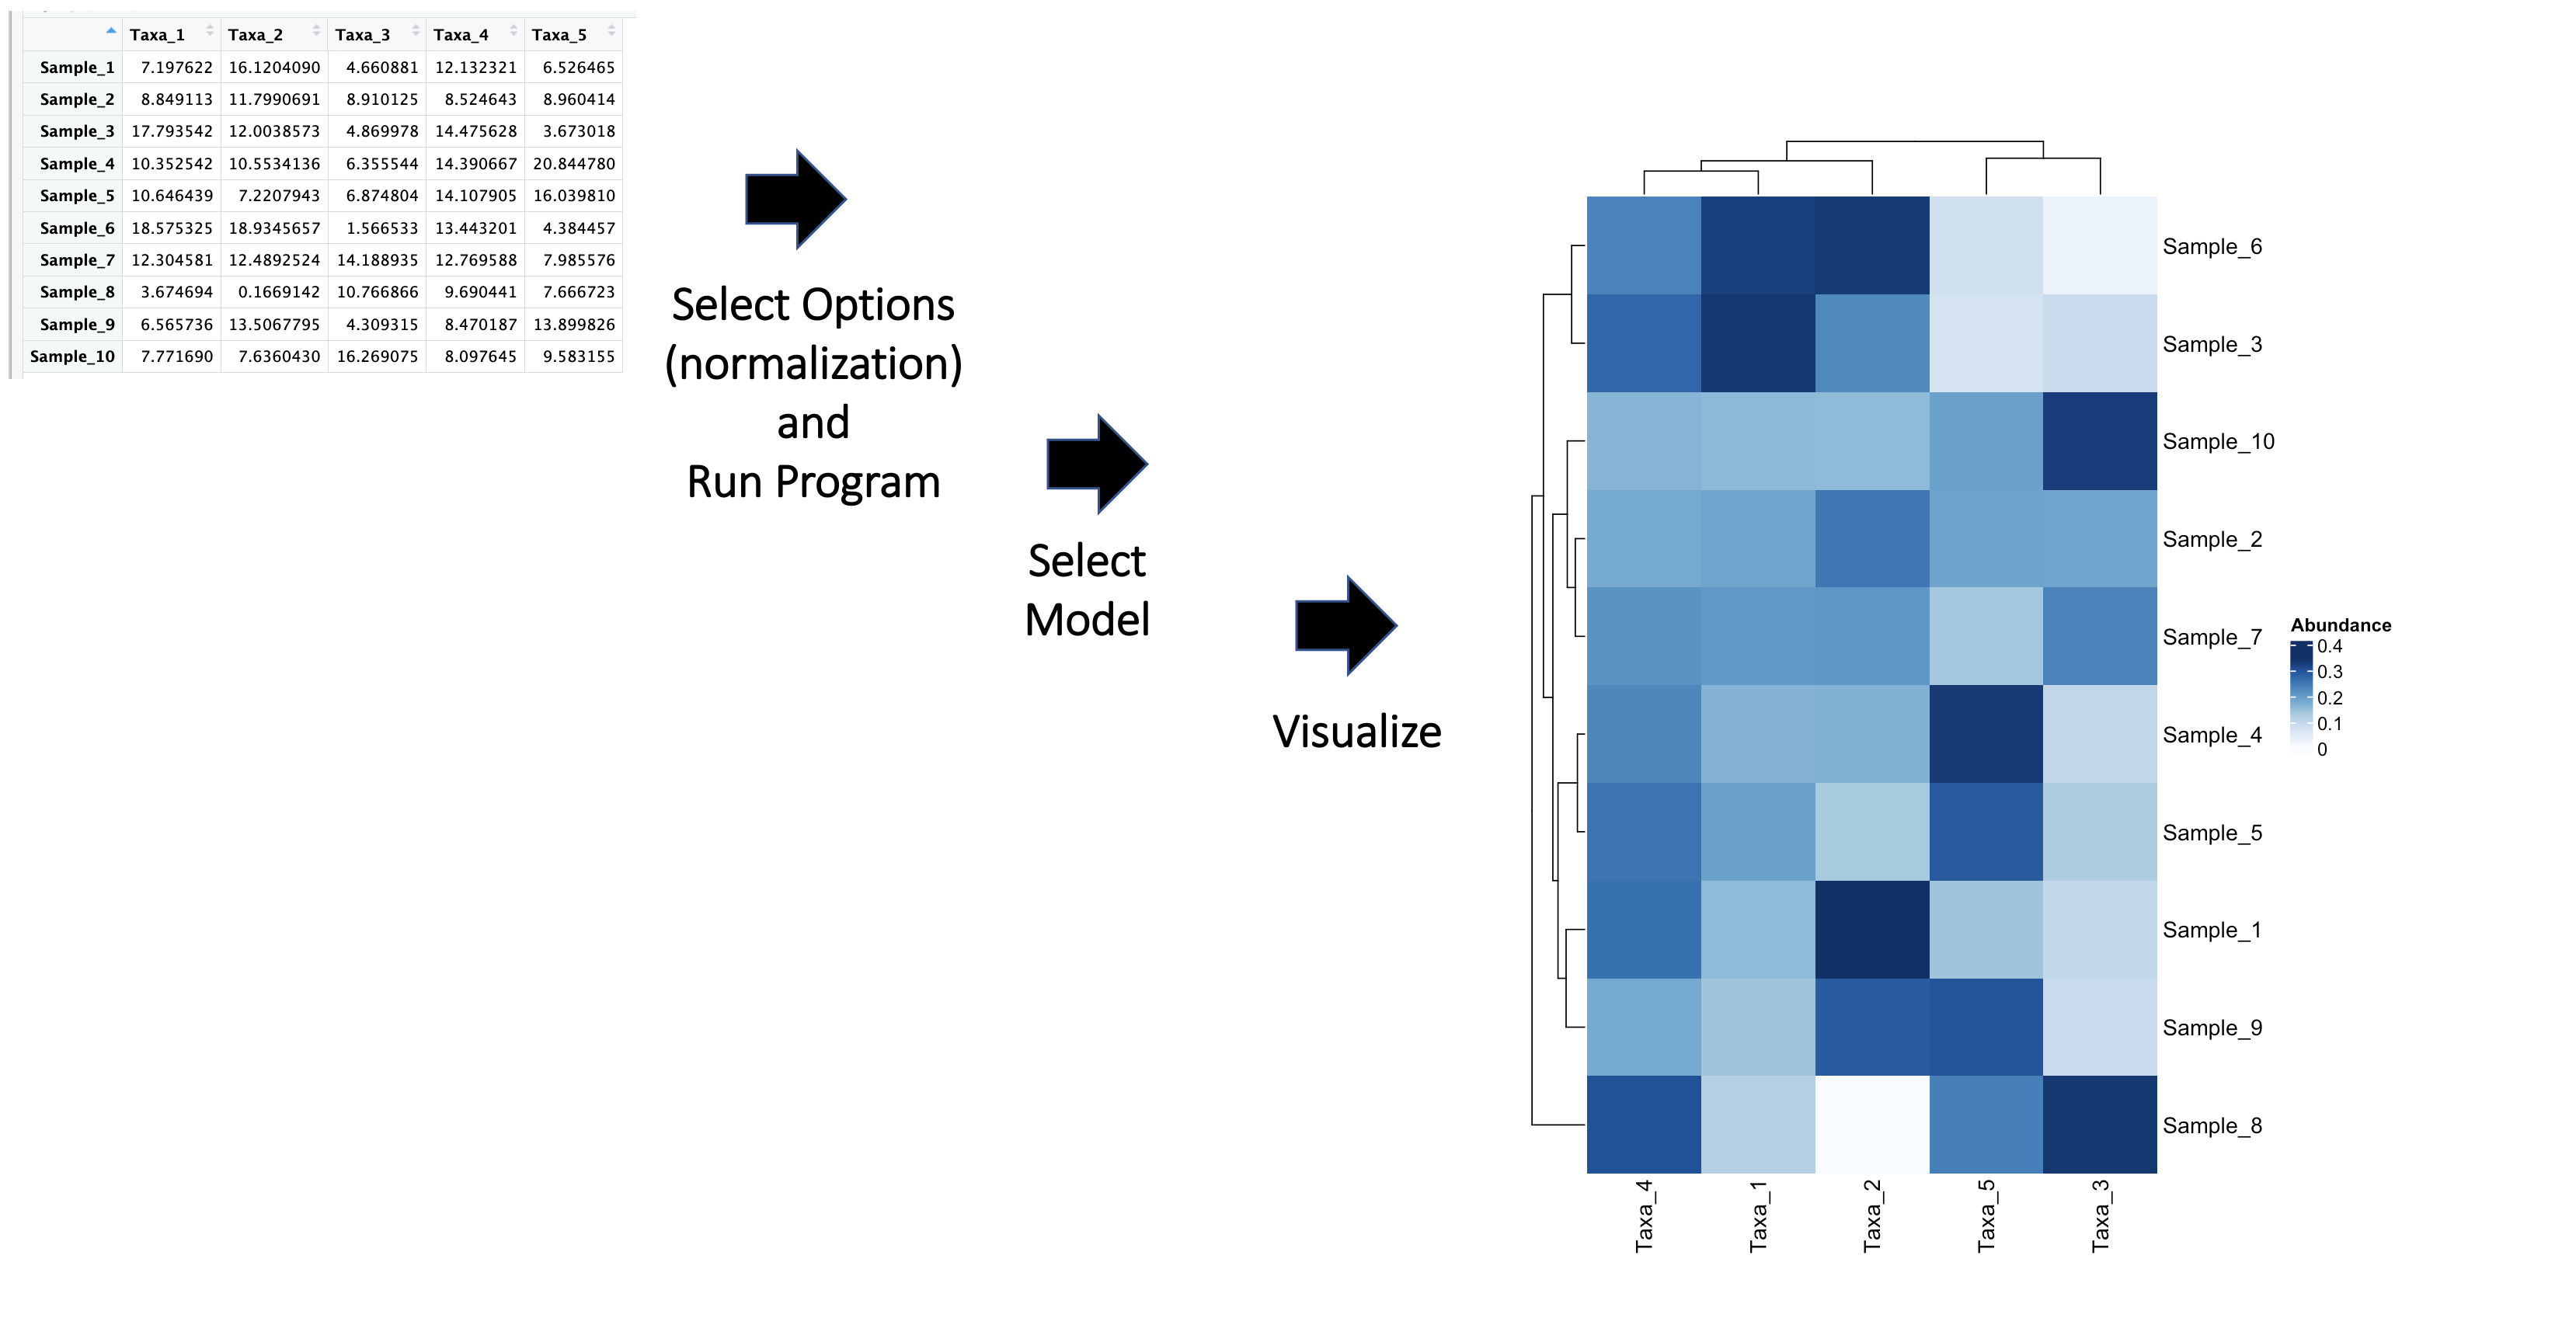 Taxa_1 Taxa_2 Taxa_3 Taxa_4 Taxa_5
Sample_1 7.197622 16.1204090 4.660881 12.132321 6.526465
Sample_2 8.849113 11.7990691 8.910125 8.524643 8.960414
Sample_3 17.793542 12.0038573 4.869978 14.475628 3.673018
Sample_4 10.352542 10.5534136 6.355544 14.390667 20.844780
Sample_5 10.646439 7.2207943 6.874804 14.107905 16.039810
Sample_6 18.575325 18.9345657 1.566533 13.443201 4.384457
Sample_7 12.304581 12.4892524 14.188935 12.769588 7.985576
Sample_8 3.674694 0.1669142 10.766866 9.690441 7.666723
Sample_9 6.565736 13.5067795 4.309315 8.470187 13.899826
Sample_10 7.771690 7.6360430 16.269075 8.097645 9.583155
Select Options
(normalization)
and
Run Program
Select
Model
Visualize
Sample_6
Sample_3
Sample_10
Sample_2
Sample_7
Sample_4
Sample_5
Sample_1
Sample_9
Sample_8
Taxa_4
Taxa_1
Taxa_2
Taxa_5
Taxa_3
Abundance
0.4
0.3
0.2
0.1
0